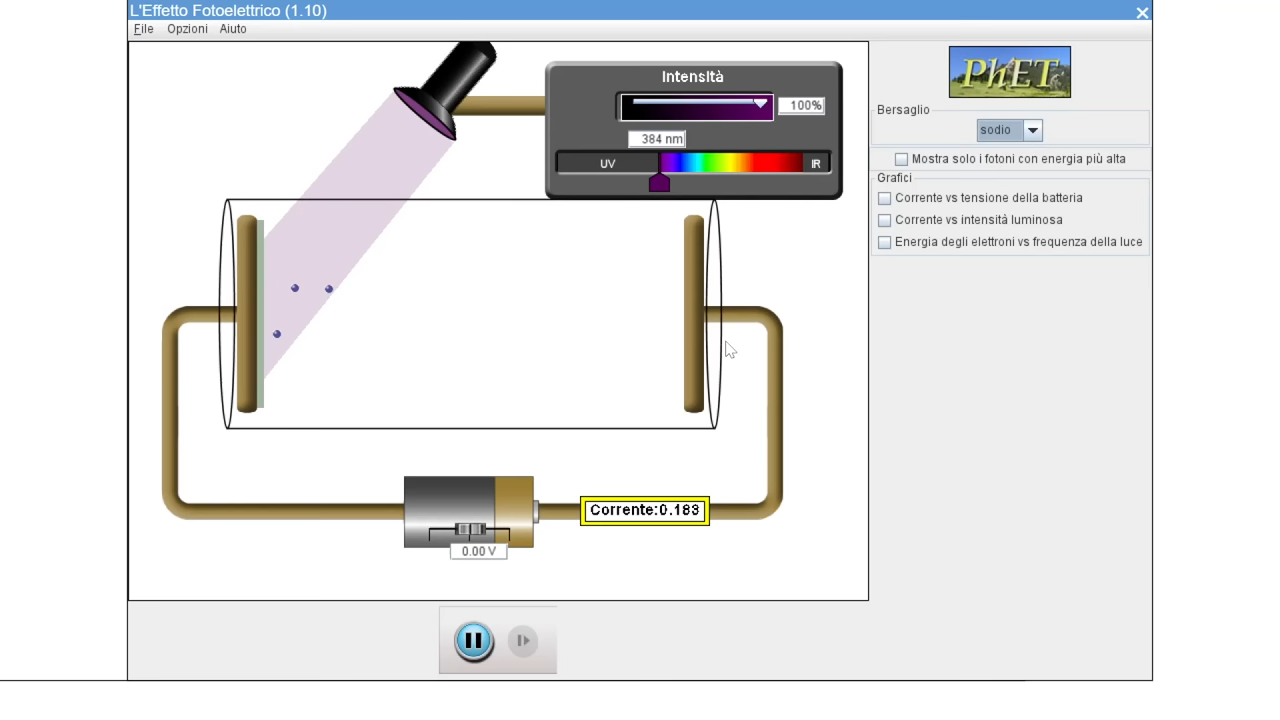 L'Effetto Fotoelettrico (1.10)
File Opzioni Aiuto
Intensità
100%
384 nm
UV
IR
PhET
Bersaglio
sodio
Mostra solo i fotoni con energia più alta
Grafici
Corrente vs tensione della batteria
Corrente vs intensità luminosa
Energia degli elettroni vs frequenza della luce
Corrente:0.183
0.00 V